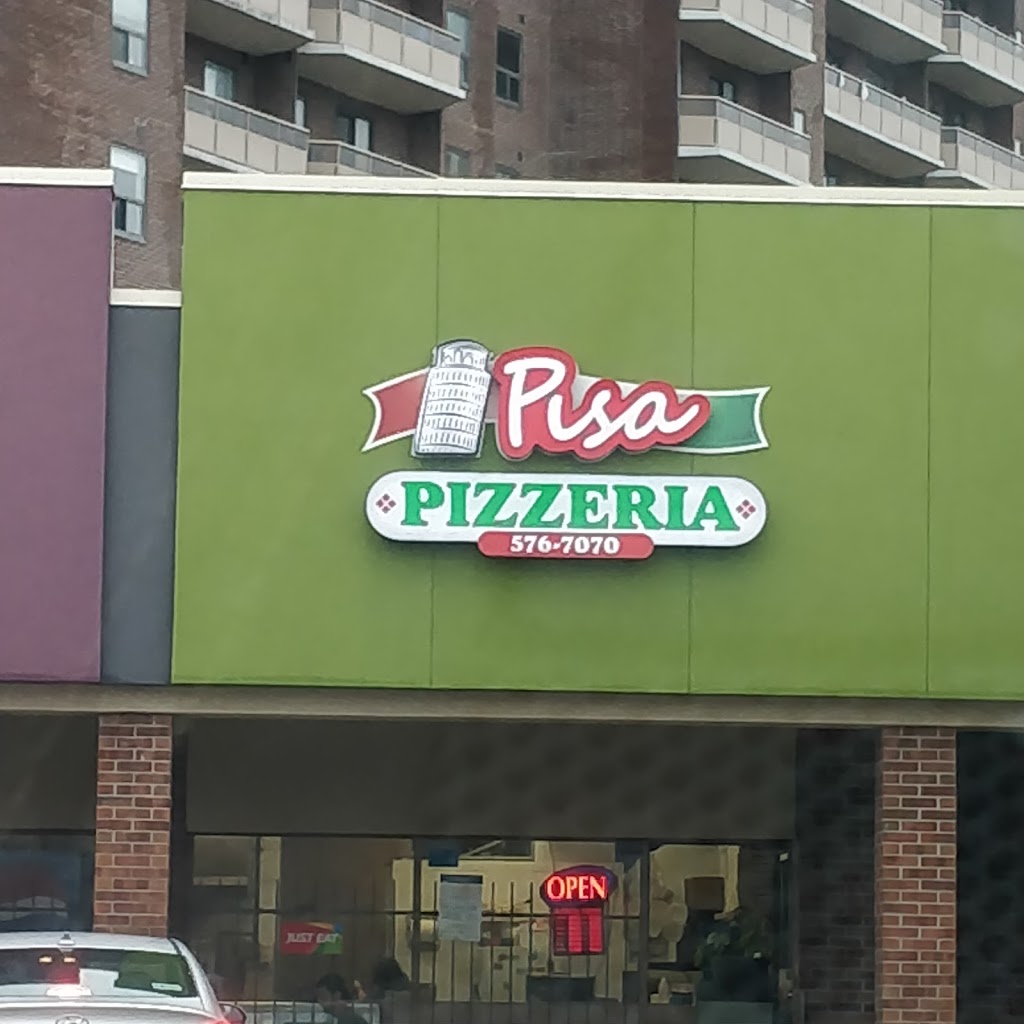 Pisa
PIZZERIA
576-7070
OPEN
JUST EAT